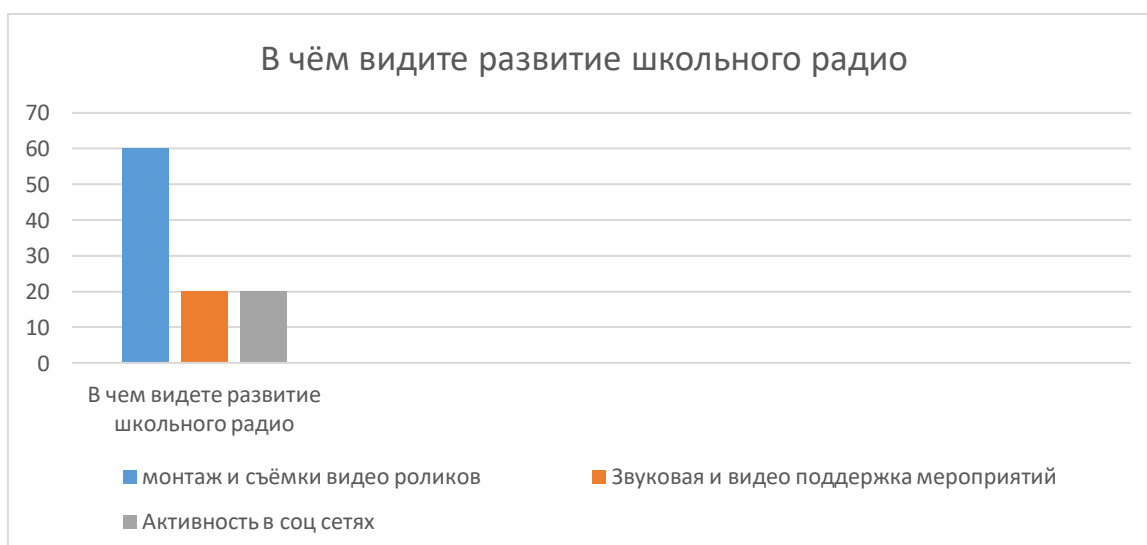 В чём видите развитие школьного радио
70
60
50
40
30
20
10
0
В чем видете развитие
школьного радио
монтаж и съёмки видео роликов
Звуковая и видео поддержка мероприятий
Активность в соц сетях